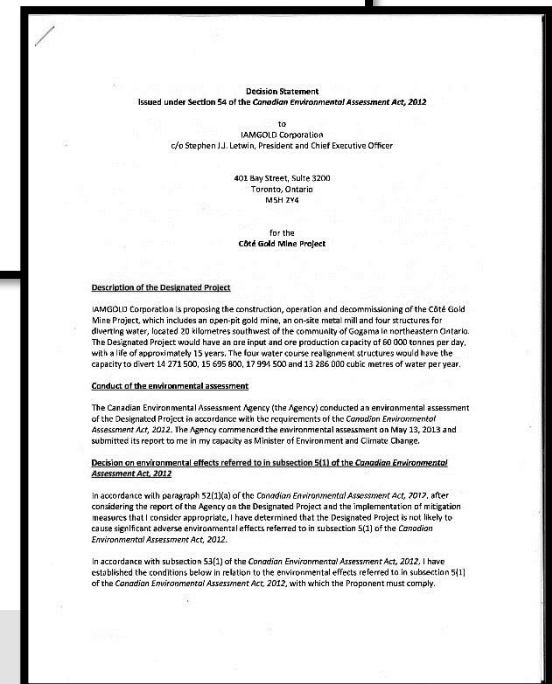 Decision Statement
Issued under Section 54 of the Canadian Environmental Assessment Act, 2012
to
IAMGOLD Corporation
c/o Stephen J.J. Letwin, President and Chief Executive Officer
401 Bay Street, Suite 3200
Toronto, Ontario
M5H 2Y4
for the
Côté Gold Mine Project
Description of the Designated Project
IAMGOLD Corporation is proposing the construction, operation and decommissioning of the Côté Gold
Mine Project, which includes an open-pit gold mine, an on-site metal mill and four structures for
diverting water, located 20 kilometres southwest of the community of Gogama in northeastern Ontario.
The Designated Project would have an ore input and ore production capacity of 60 000 tonnes per day,
with a life of approximately 15 years. The four water course realignment structures would have the
capacity to divert 14 271 500, 15 695 800, 17 994 500 and 13 286 000 cubic metres of water per year.
Conduct of the environmental assessment
The Canadian Environmental Assessment Agency (the Agency) conducted an environmental assessment
of the Designated Project in accordance with the requirements of the Canadian Environmental
Assessment Act, 2012. The Agency commenced the environmental assessment on May 13, 2013 and
submitted its report to me in my capacity as Minister of Environment and Climate Change.
Decision on environmental effects referred to in subsection 5(1) of the Canadian Environmental
Assessment Act, 2012
In accordance with paragraph 52(1)(a) of the Canadian Environmental Assessment Act, 2012, after
considering the report of the Agency on the Designated Project and the implementation of mitigation
measures that I consider appropriate, I have determined that the Designated Project is not likely to
cause significant adverse environmental effects referred to in subsection 5(1) of the Canadian
Environmental Assessment Act, 2012.
In accordance with subsection 53(1) of the Canadian Environmental Assessment Act, 2012, I have
established the conditions below in relation to the environmental effects referred to in subsection 5(1)
of the Canadian Environmental Assessment Act, 2012, with which the Proponent must comply.